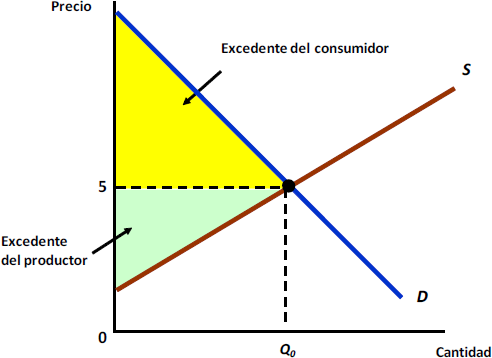 Precio
Excedente del consumidor
S
5
Excedente
del productor
D
0
Q0
Cantidad